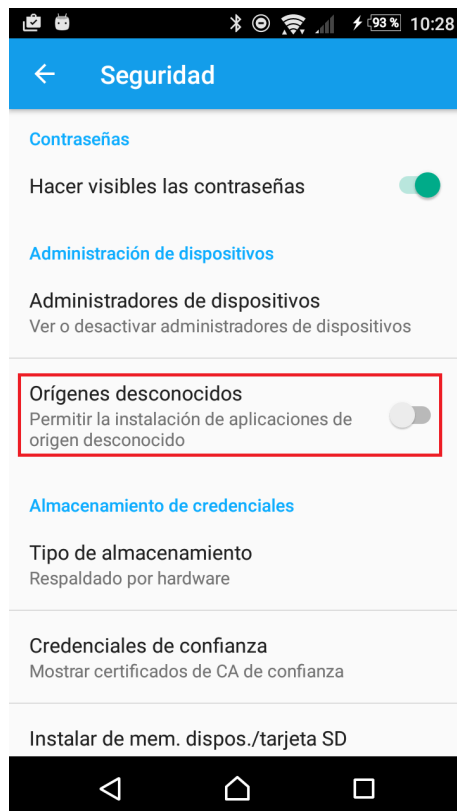 93 % 10:28
Seguridad
Contraseñas
Hacer visibles las contraseñas
Administración de dispositivos
Administradores de dispositivos
Ver o desactivar administradores de dispositivos
Orígenes desconocidos
Permitir la instalación de aplicaciones de
origen desconocido
Almacenamiento de credenciales
Tipo de almacenamiento
Respaldado por hardware
Credenciales de confianza
Mostrar certificados de CA de confianza
Instalar de mem. dispos./tarjeta SD